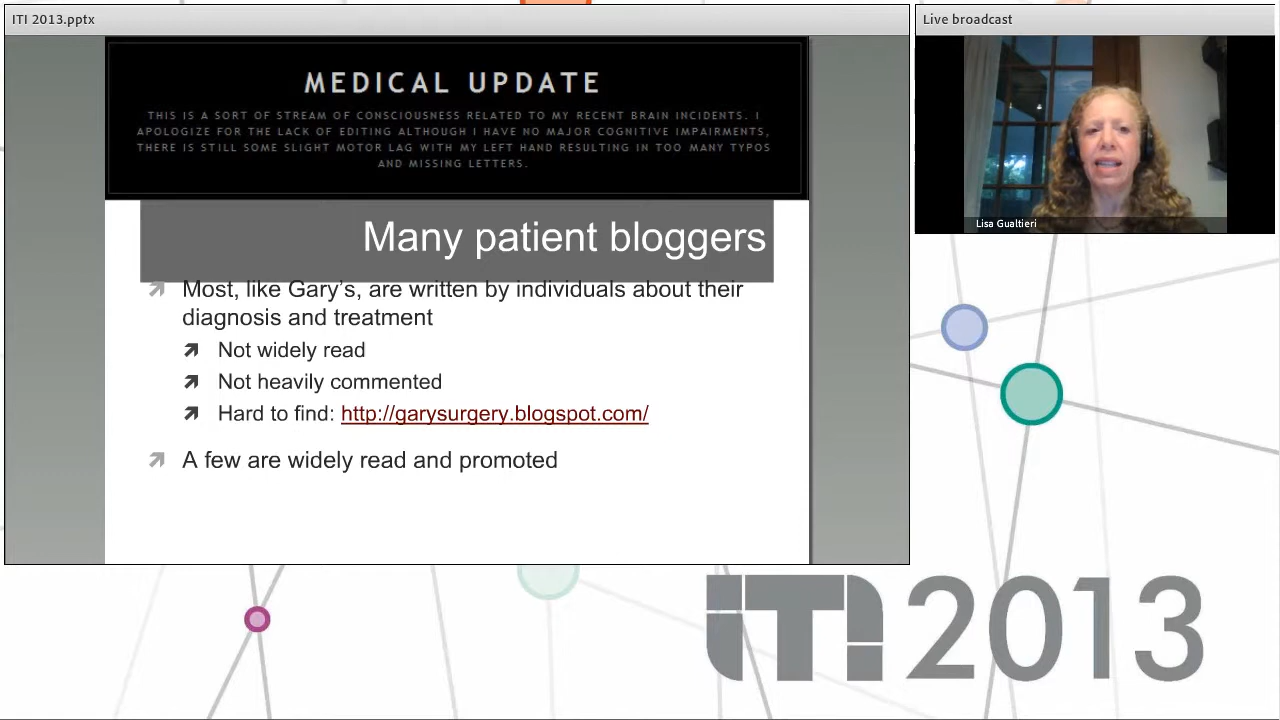 ITI 2013.pptx
Live broadcast
MEDICAL UPDATE
THIS IS A SORT OF STREAM OF CONSCIOUSNESS RELATED TO MY RECENT BRAIN INCIDENTS. I
APOLOGIZE FOR THE LACK OF EDITING ALTHOUGH I HAVE NO MAJOR COGNITIVE IMPAIRMENTS,
THERE IS STILL SOME SLIGHT MOTOR LAG WITH MY LEFT HAND RESULTING IN TOO MANY TYPOS
AND MISSING LETTERS.
Many patient bloggers
Most, like Gary's, are written by individuals about their
diagnosis and treatment
Not widely read
Not heavily commented
Hard to find: http://garysurgery.blogspot.com/
A few are widely read and promoted
Lisa Gualtieri
iTi 2013